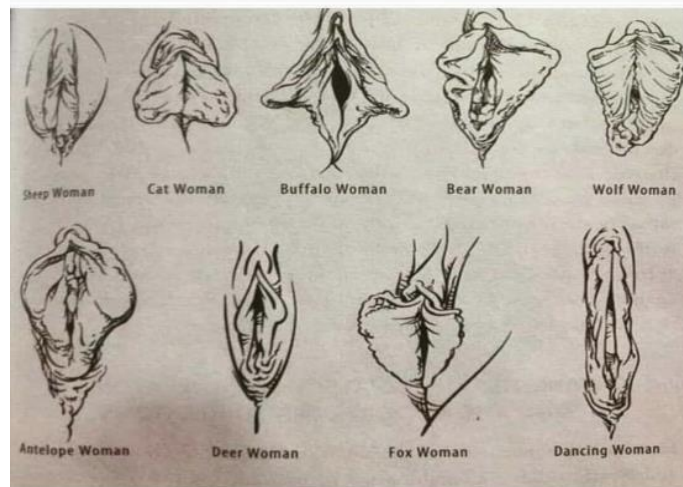 Sheep Woman
Cat Woman
Buffalo Woman
Bear Woman
Wolf Woman
Antelope Woman
Deer Woman
Fox Woman
Dancing Woman